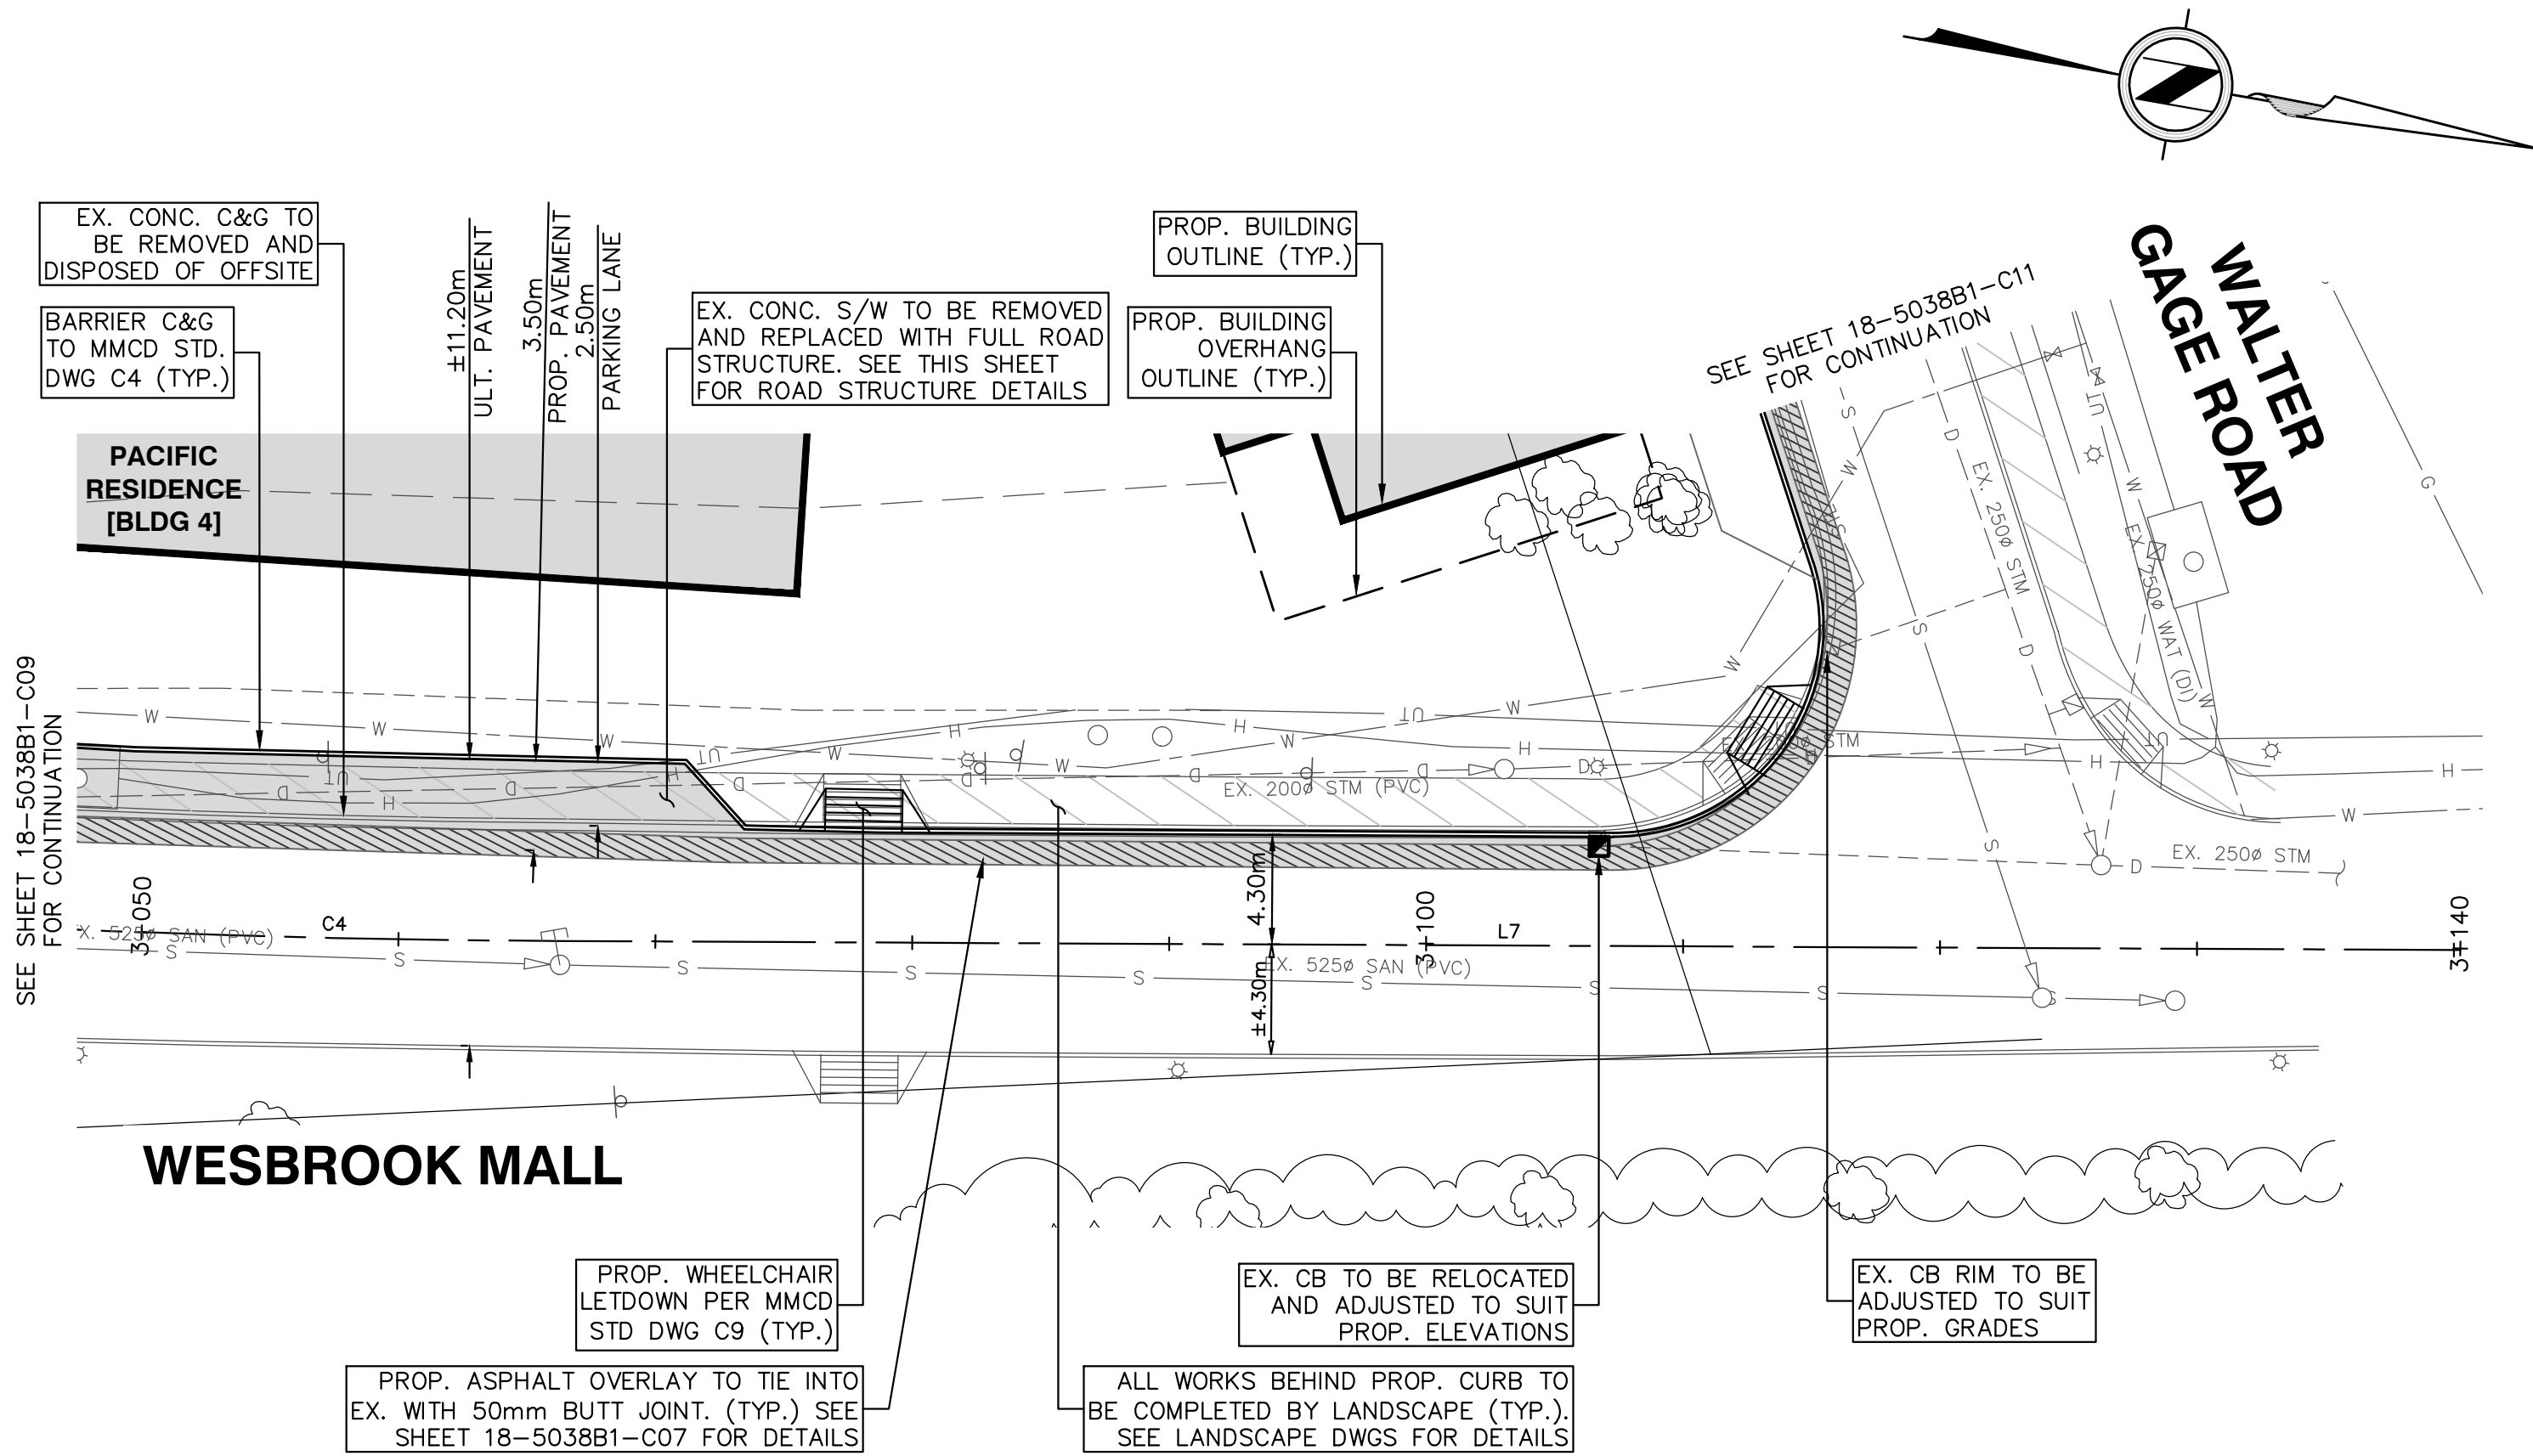 EX. CONC. C&G TO
BE REMOVED AND
DISPOSED OF OFFSITE
BARRIER C&G
TO MMCD STD.
DWG C4 (TYP.)
±11.20m
ULT. PAVEMENT
3.50m
PROP. PAVEMENT
2.50m
PARKING LANE
EX. CONC. S/W TO BE REMOVED
AND REPLACED WITH FULL ROAD
STRUCTURE. SEE THIS SHEET
FOR ROAD STRUCTURE DETAILS
PROP. BUILDING
OUTLINE (TYP.)
PROP. BUILDING
OVERHANG
OUTLINE (TYP.)
SEE SHEET 18-5038B1-C11
FOR CONTINUATION
WALTER
GAGE ROAD
PACIFIC
RESIDENCE
[BLDG 4]
SEE SHEET 18-5038B1-C09
FOR CONTINUATION
EX. 250ø STM
EX. 250ø WAT (DI)
EX. 200ø STM (PVC)
EX. 250ø STM
3+050
X. 525ø SAN (PVC)
C4
4.30m
±4.30m
3+100
EX. 525ø SAN (PVC)
L7
3+140
W W W W W W W W W W W W W
H H H H H H H
D D D D D D D D D D
UT UT UT UT UT
S S S S S S S S S S S S S
G
WESBROOK MALL
PROP. WHEELCHAIR
LETDOWN PER MMCD
STD DWG C9 (TYP.)
PROP. ASPHALT OVERLAY TO TIE INTO
EX. WITH 50mm BUTT JOINT. (TYP.) SEE
SHEET 18-5038B1-C07 FOR DETAILS
EX. CB TO BE RELOCATED
AND ADJUSTED TO SUIT
PROP. ELEVATIONS
ALL WORKS BEHIND PROP. CURB TO
BE COMPLETED BY LANDSCAPE (TYP.).
SEE LANDSCAPE DWGS FOR DETAILS
EX. CB RIM TO BE
ADJUSTED TO SUIT
PROP. GRADES